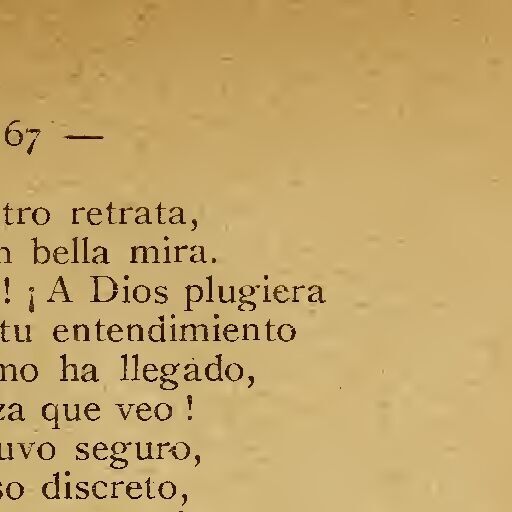 67 —
tro retrata,
n bella mira.
! ¡ A Dios plugiera
tu entendimiento
mo ha llegado,
za que veo !
uvo seguro,
so discreto,